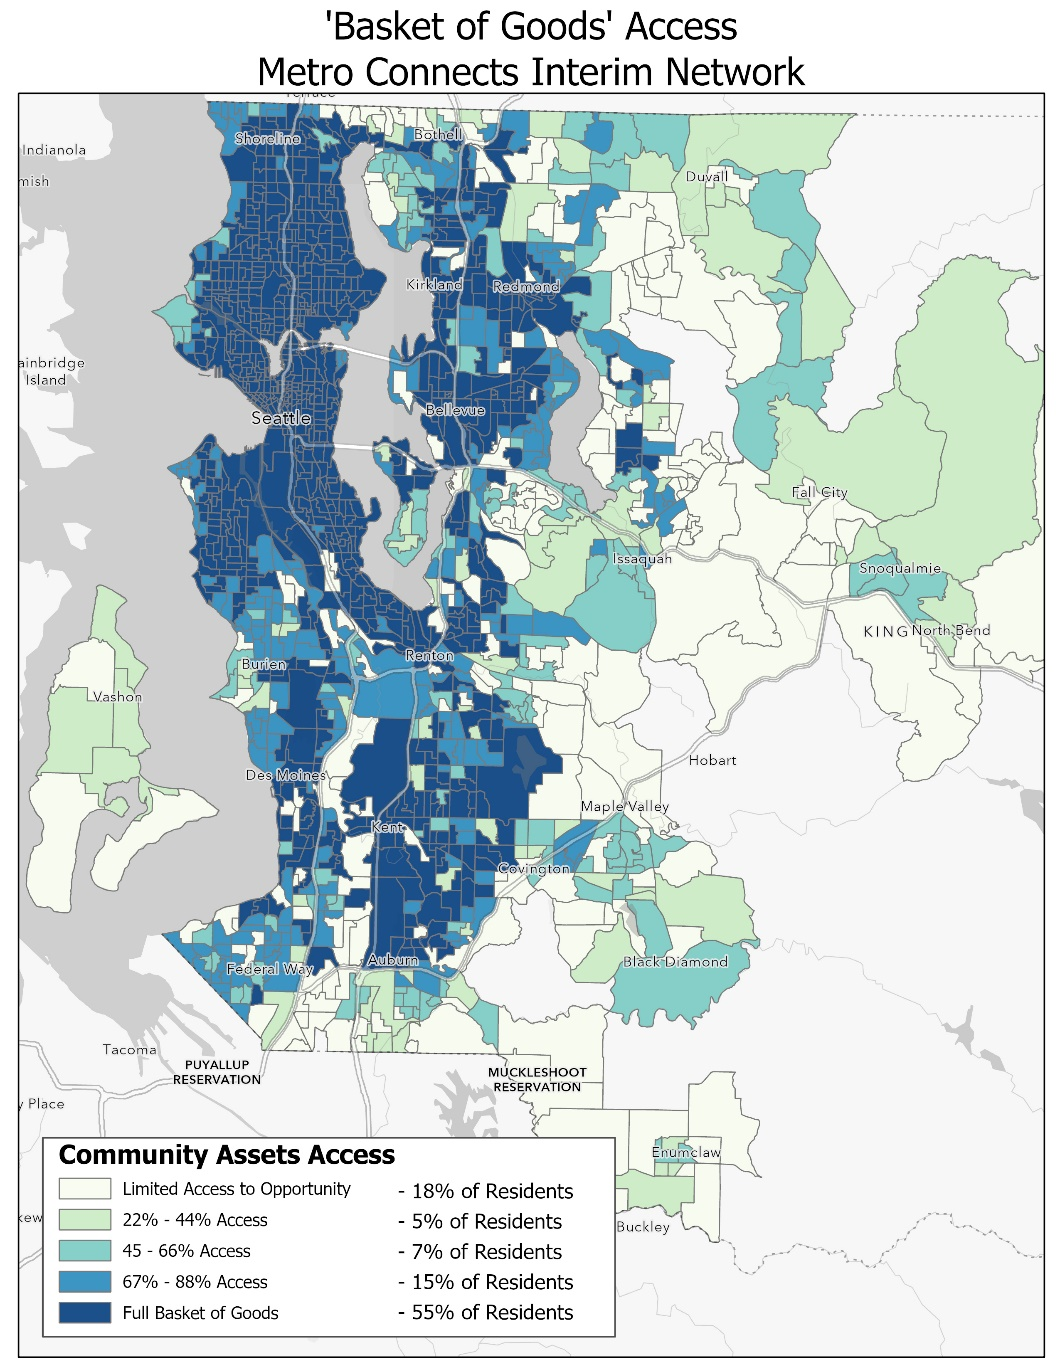 'Basket of Goods' Access
Metro Connects Interim Network
Shoreline
Bothell
Indianola
mish
Duvall
Kirkland
Redmond
ainbridge
Island
Seattle
Bellevue
Fall City
Issaquah
Snoqualmie
KING
North Bend
Burien
Renton
Vashon
Hobart
Des Moines
Maple Valley
Kent
Covington
Federal Way
Auburn
Black Diamond
Tacoma
PUYALLUP
RESERVATION
MUCKLESHOOT
RESERVATION
y Place
Enumclaw
Buckley
kew
Community Assets Access
Limited Access to Opportunity - 18% of Residents
22% - 44% Access - 5% of Residents
45 - 66% Access - 7% of Residents
67% - 88% Access - 15% of Residents
Full Basket of Goods - 55% of Residents